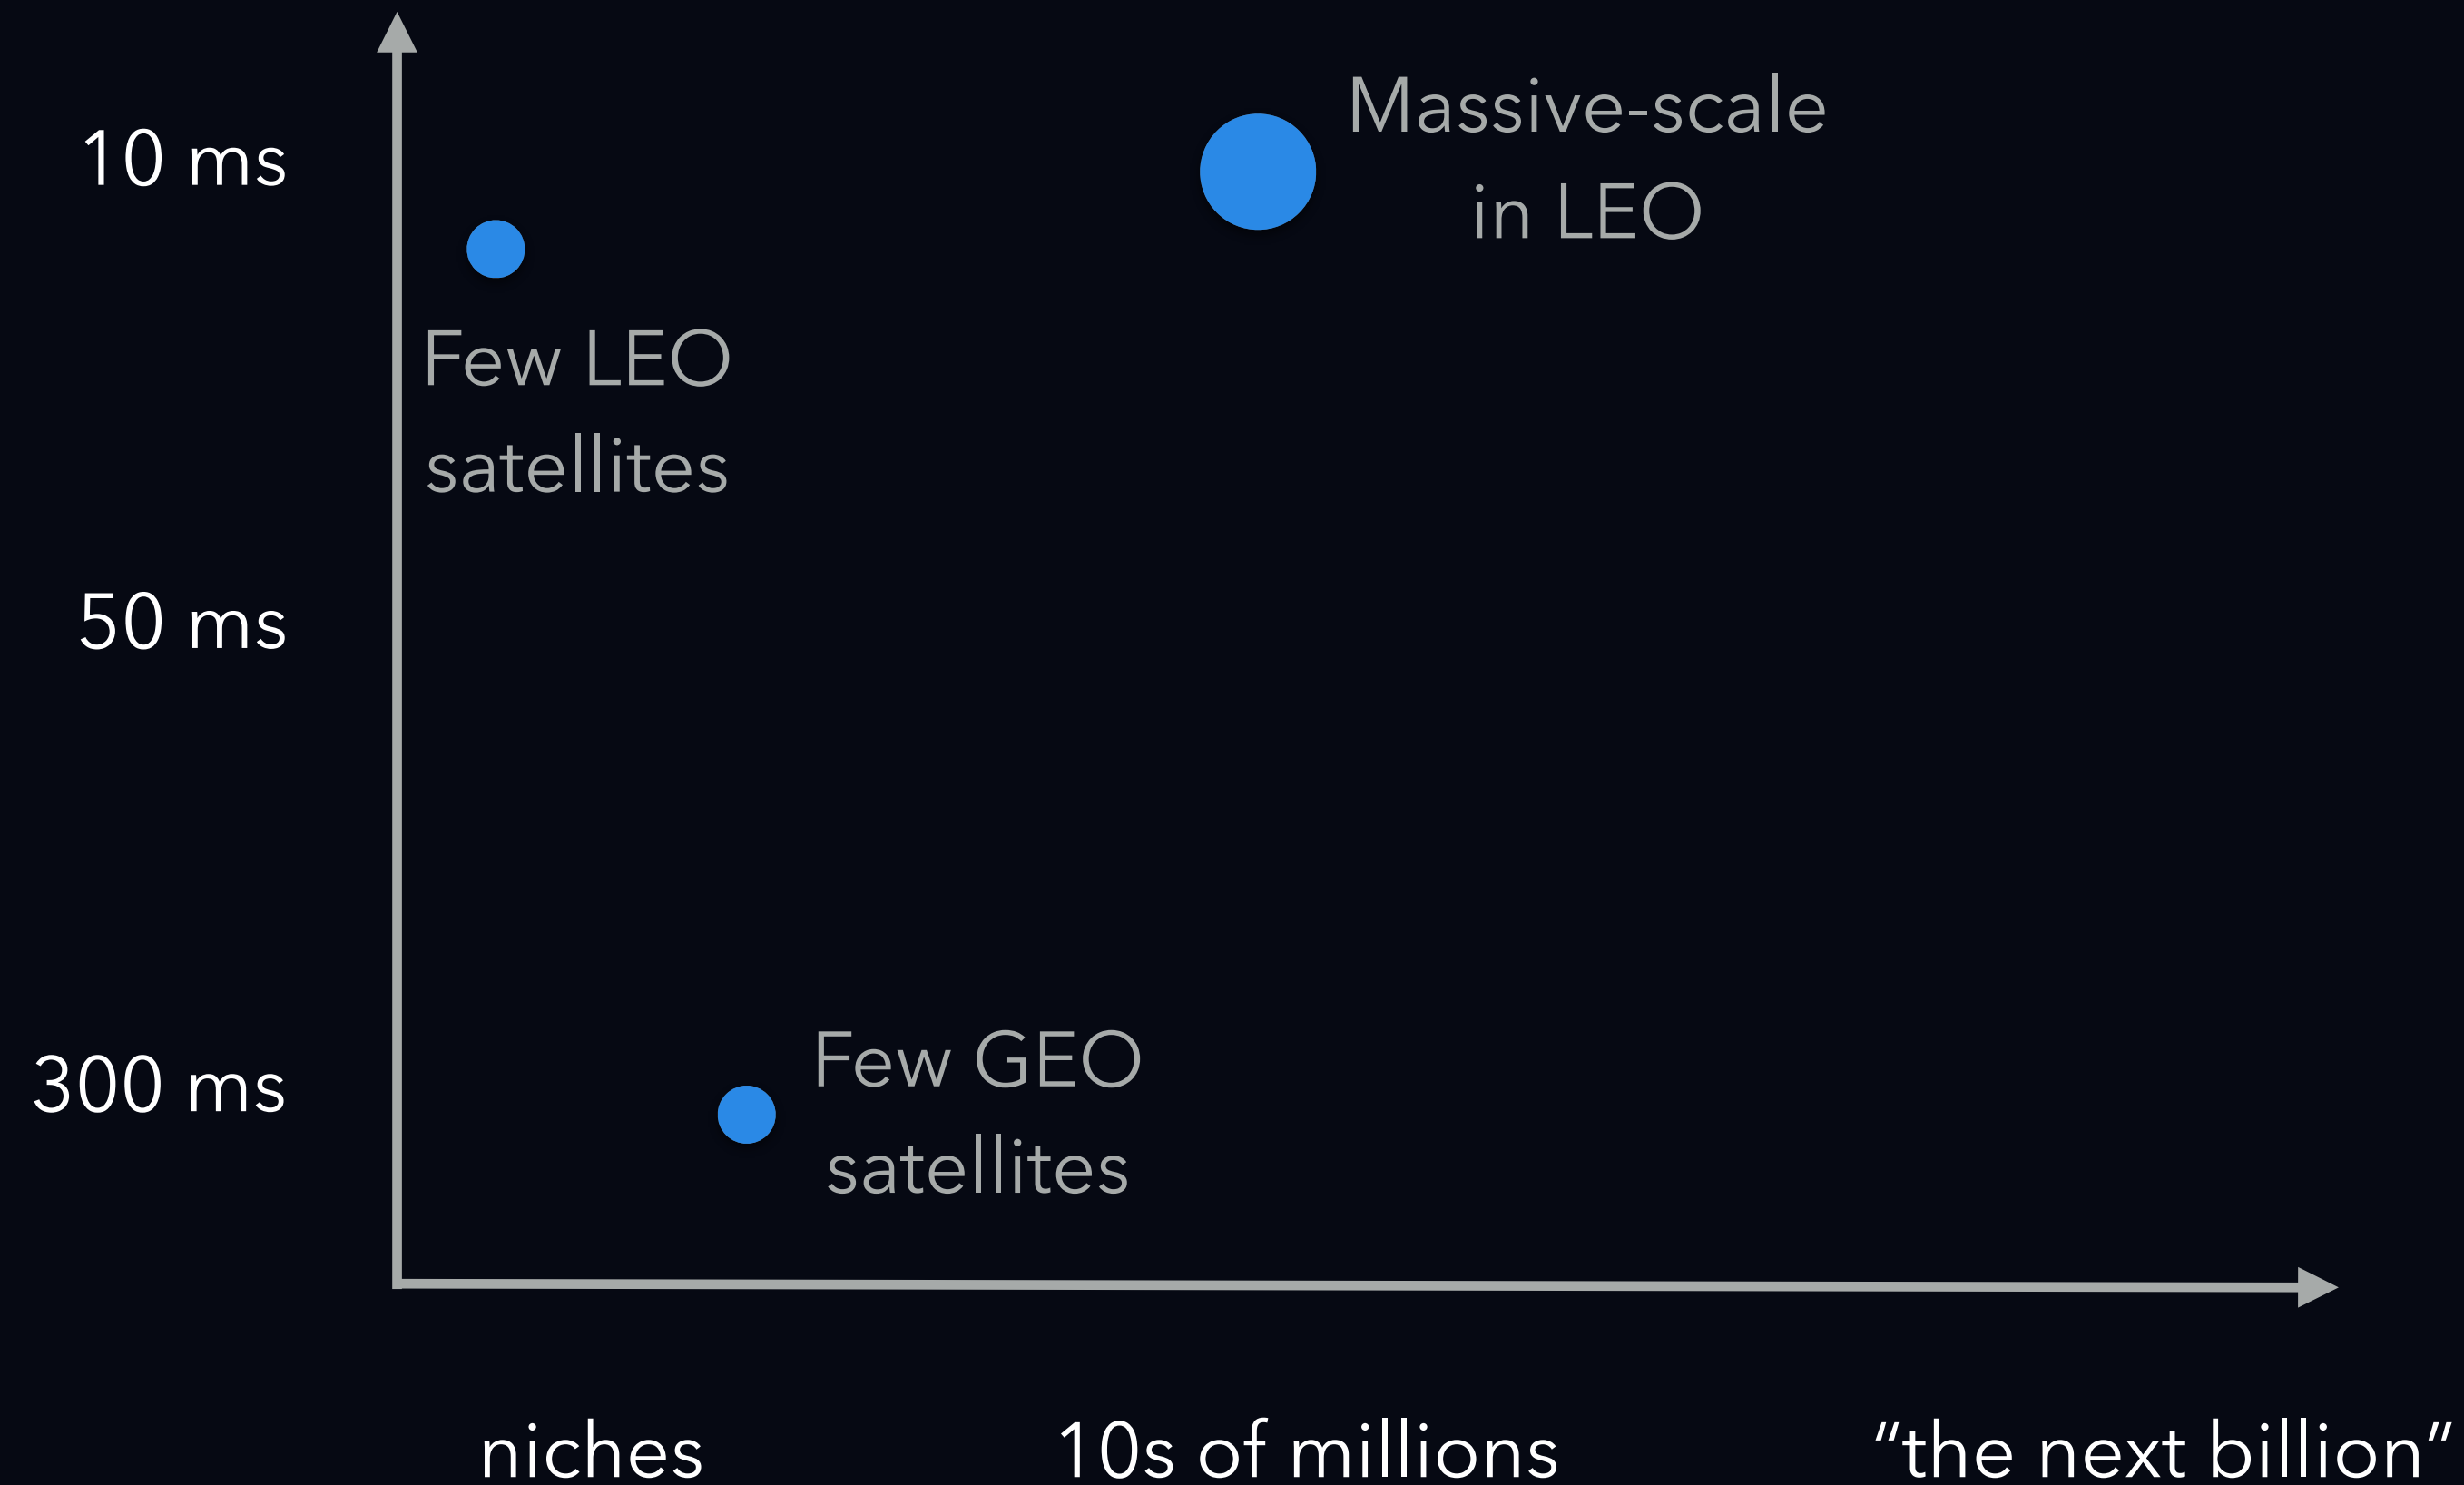 10 ms
Massive-scale
in LEO
Few LEO
satellites
50 ms
300 ms
Few GEO
satellites
niches
10s of millions
“the next billion”